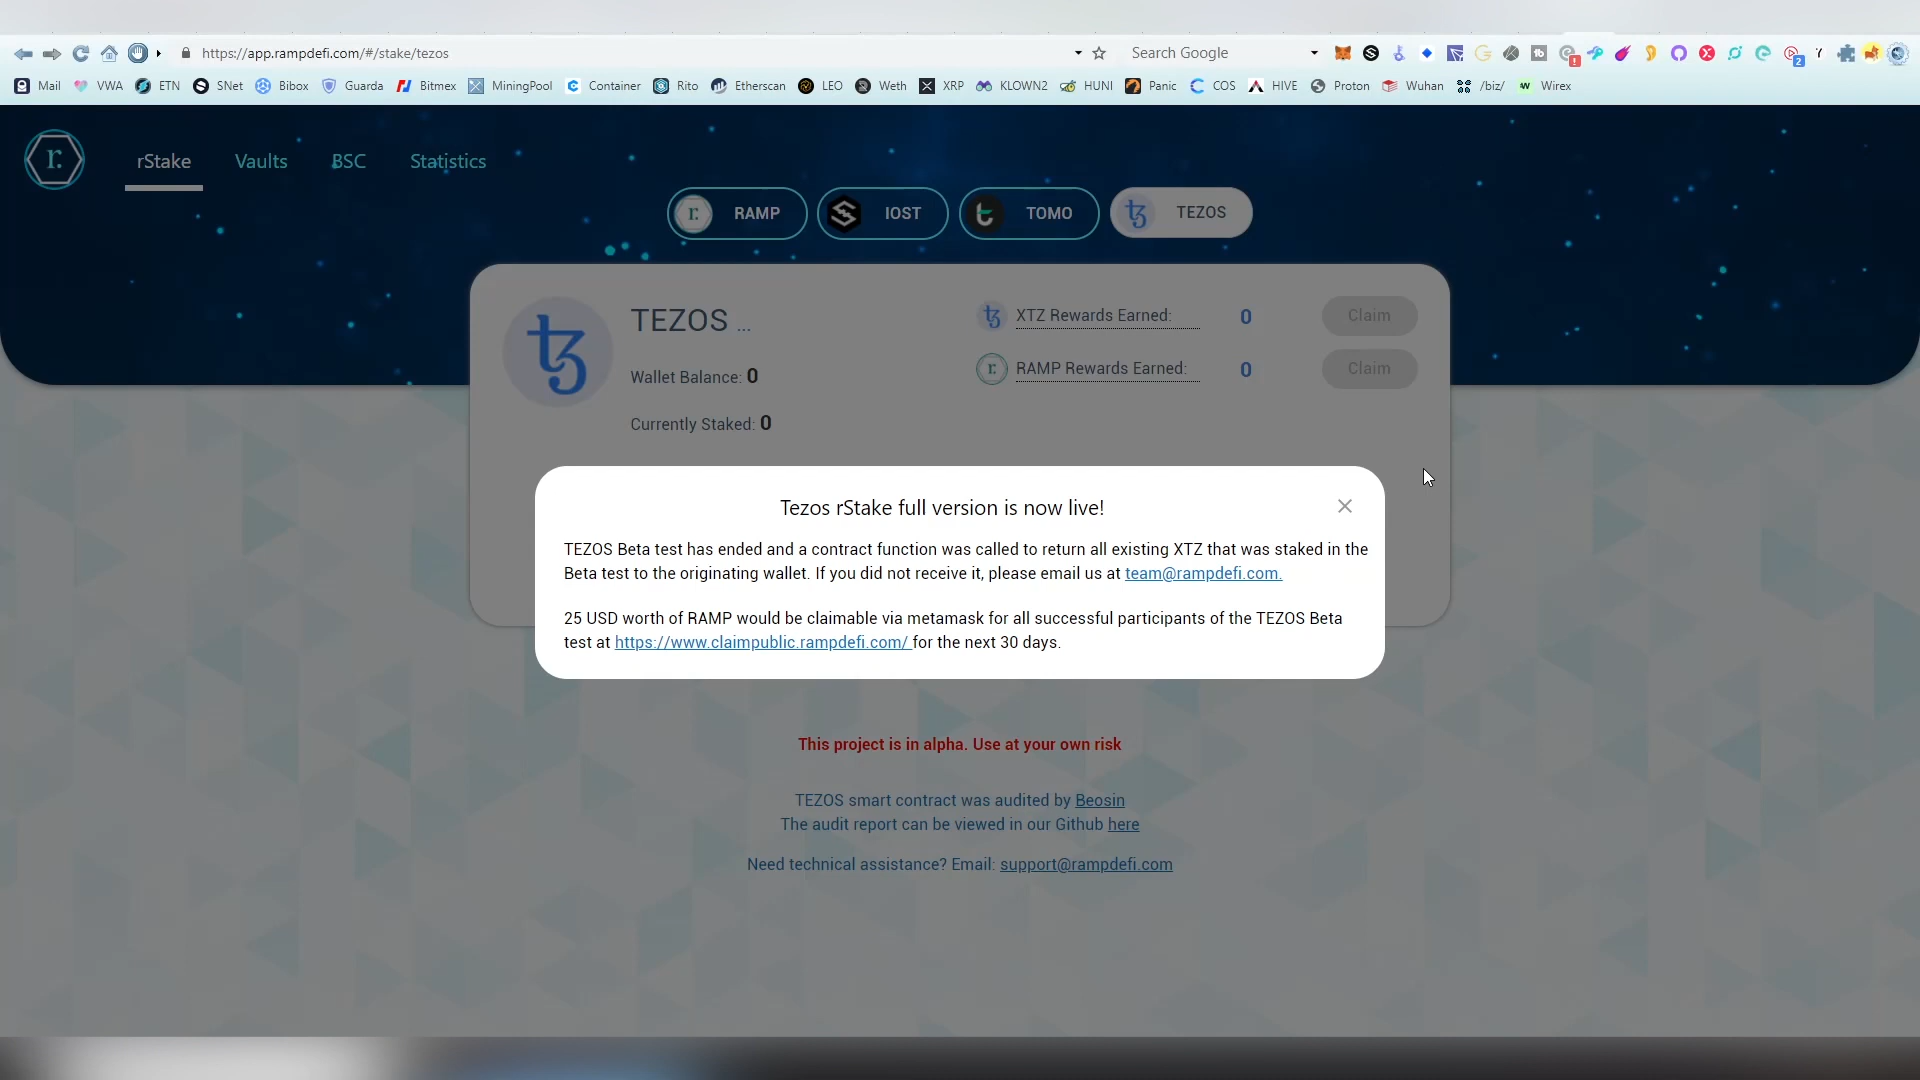 https://app.rampdefi.com/#/stake/tezos
Search Google
Mail VWA ETN SNet Bibox Guarda Bitmex MiningPool Container Rito Etherscan LEO Weth XRP KLOWN2 HUNI Panic COS HIVE Proton Wuhan /biz/ Wirex
r. rStake Vaults BSC Statistics
r. RAMP IOST TOMO TEZOS
TEZOS ...
Wallet Balance: 0
Currently Staked: 0
XTZ Rewards Earned: 0 Claim
r. RAMP Rewards Earned: 0 Claim
Tezos rStake full version is now live!
TEZOS Beta test has ended and a contract function was called to return all existing XTZ that was staked in the
Beta test to the originating wallet. If you did not receive it, please email us at team@rampdefi.com.
25 USD worth of RAMP would be claimable via metamask for all successful participants of the TEZOS Beta
test at https://www.claimpublic.rampdefi.com/ for the next 30 days.
This project is in alpha. Use at your own risk
TEZOS smart contract was audited by Beosin
The audit report can be viewed in our Github here
Need technical assistance? Email: support@rampdefi.com